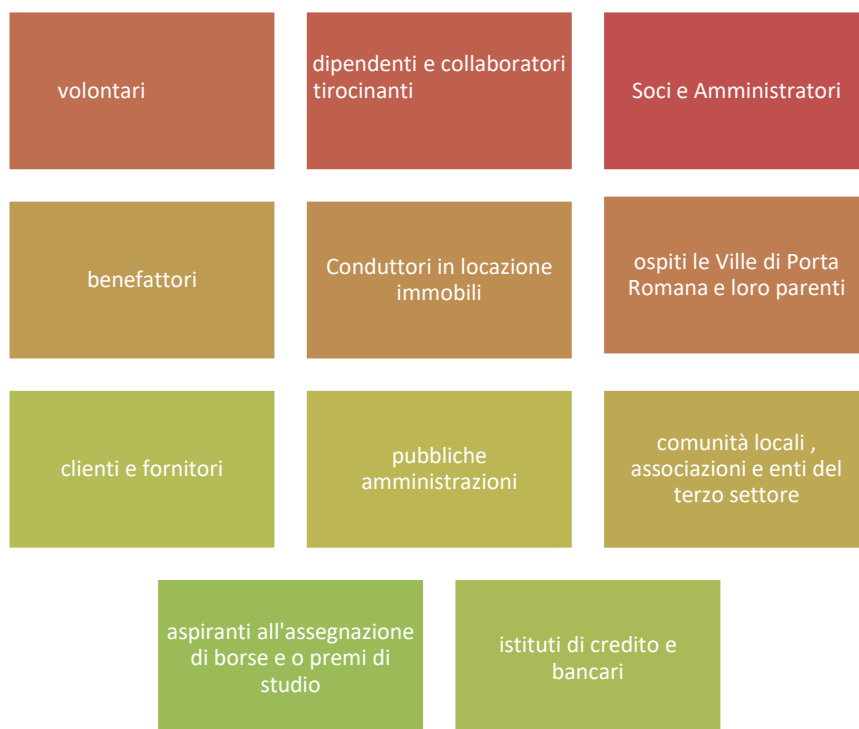 volontari
dipendenti e collaboratori
tirocinanti
Soci e Amministratori
benefattori
Conduttori in locazione
immobili
ospiti le Ville di Porta
Romana e loro parenti
clienti e fornitori
pubbliche
amministrazioni
comunità locali ,
associazioni e enti del
terzo settore
aspiranti all'assegnazione
di borse e o premi di
studio
istituti di credito e
bancari